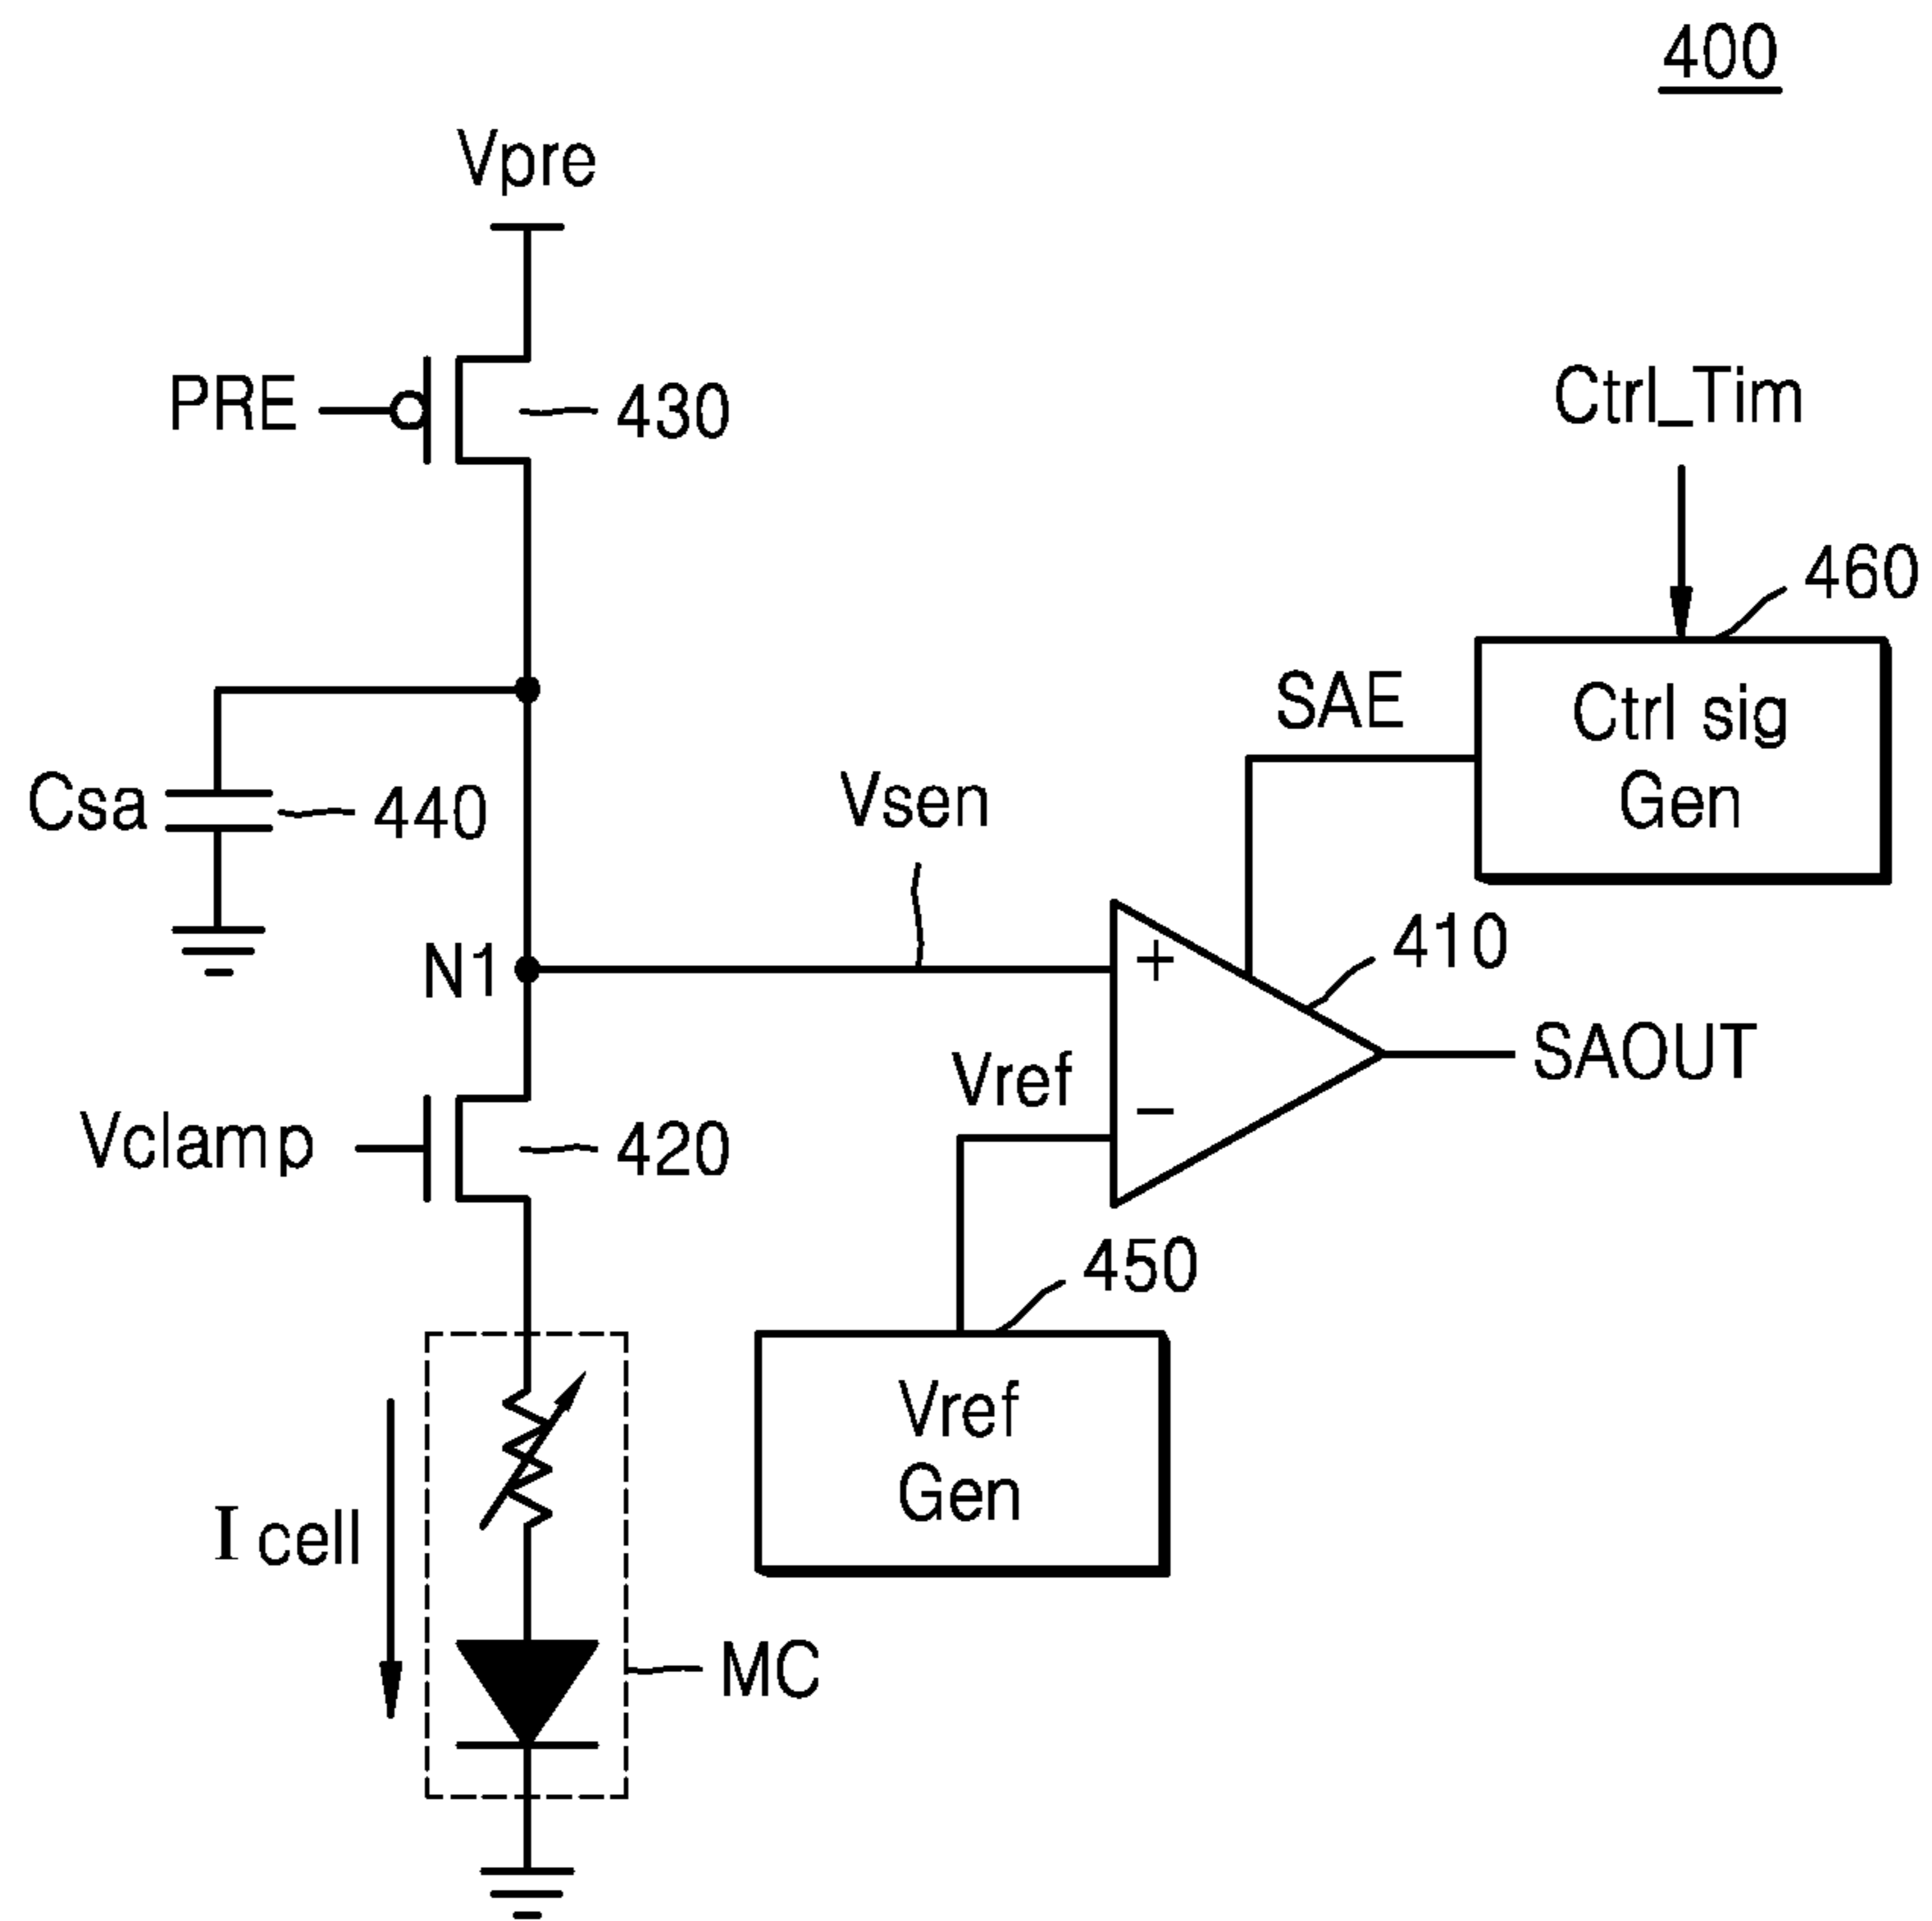 400
Vpre
PRE
430
Ctrl_Tim
460
SAE
Ctrl sig
Gen
Csa
440
Vsen
N1
+
410
SAOUT
Vref
−
Vclamp
420
450
Vref
Gen
I cell
MC